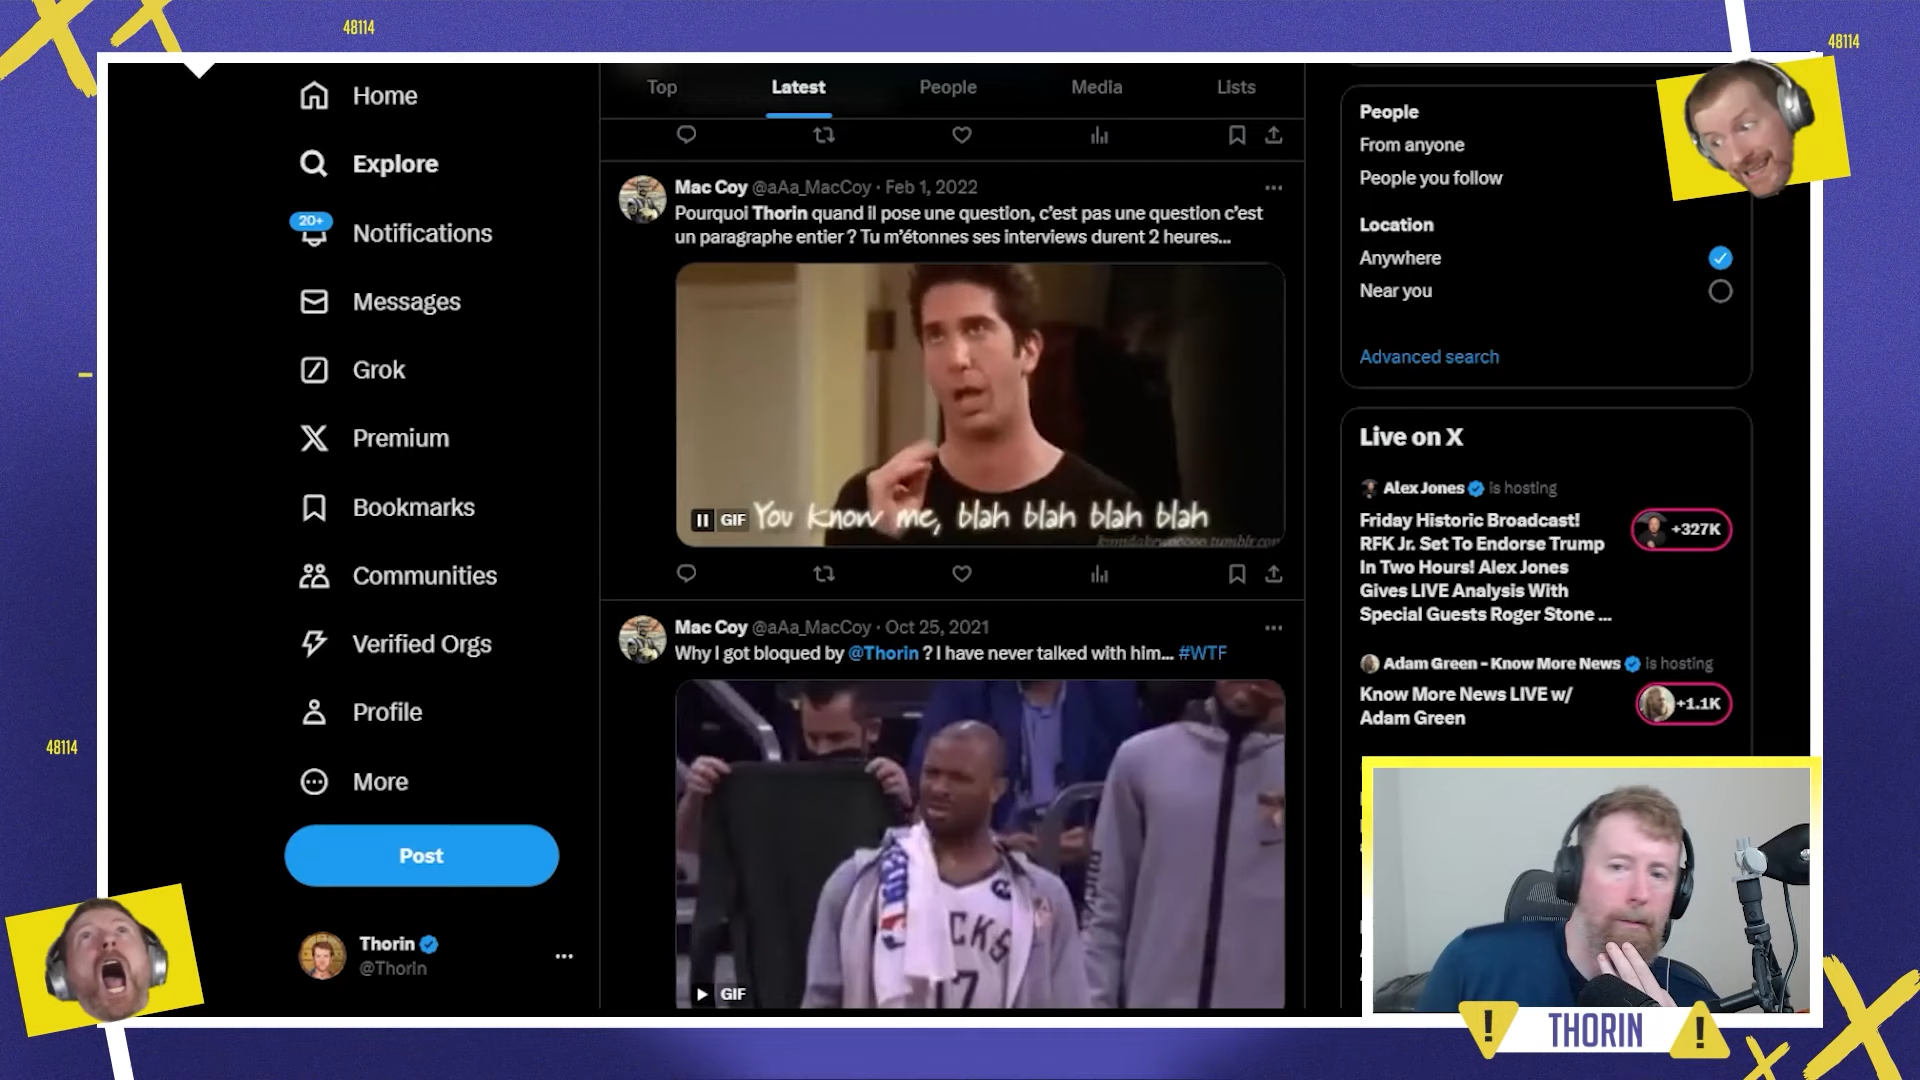 48114
48114
Home
Explore
20+
Notifications
Messages
Grok
Premium
Bookmarks
Communities
Verified Orgs
Profile
More
Post
Thorin
@Thorin
48114
Top Latest People Media Lists
Mac Coy @aAa_MacCoy · Feb 1, 2022
Pourquoi Thorin quand il pose une question, c'est pas une question c'est
un paragraphe entier ? Tu m'étonnes ses interviews durent 2 heures...
GIF
You know me, blah blah blah blah
Mac Coy @aAa_MacCoy · Oct 25, 2021
Why I got bloqued by @Thorin ? I have never talked with him... #WTF
CKS
17
GIF
People
From anyone
People you follow
Location
Anywhere
Near you
Advanced search
Live on X
Alex Jones is hosting
Friday Historic Broadcast!
RFK Jr. Set To Endorse Trump
In Two Hours! Alex Jones
Gives LIVE Analysis With
Special Guests Roger Stone ...
+327K
Adam Green - Know More News is hosting
Know More News LIVE w/
Adam Green
+1.1K
! THORIN !